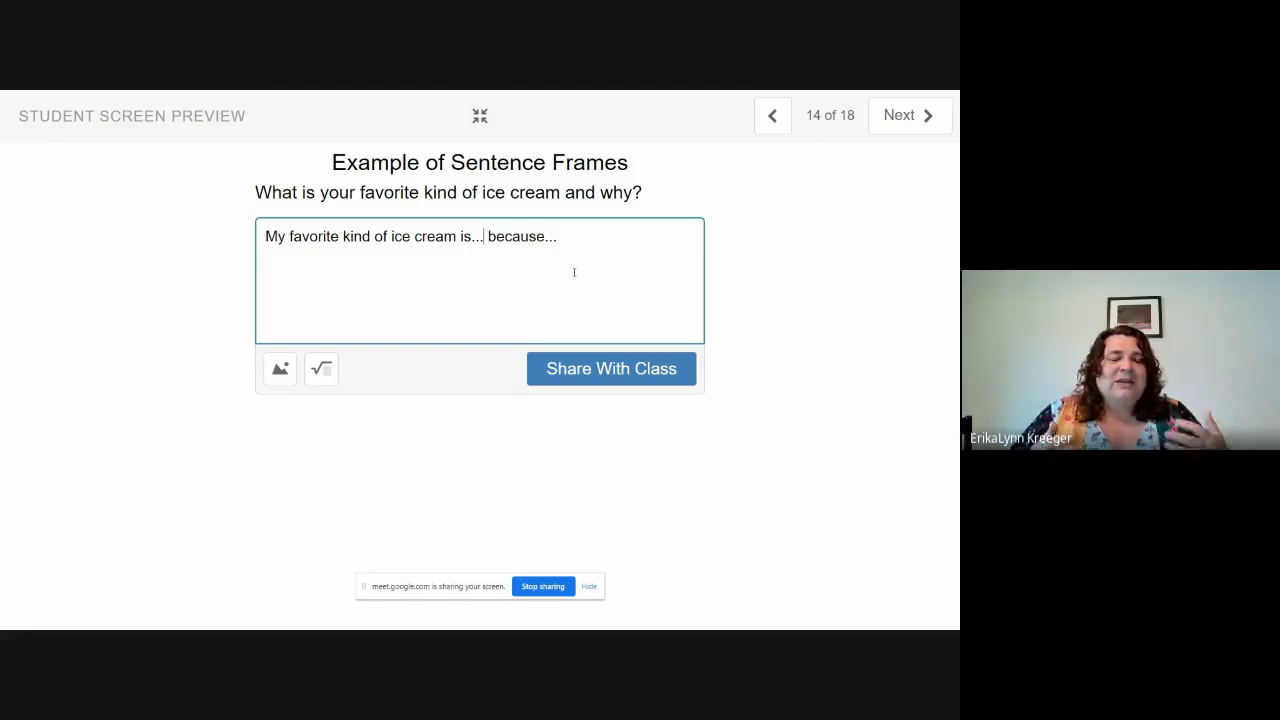 STUDENT SCREEN PREVIEW
14 of 18
Next
Example of Sentence Frames
What is your favorite kind of ice cream and why?
My favorite kind of ice cream is... because...
Share With Class
meet.google.com is sharing your screen.
Stop sharing
Hide
ErikaLynn Kreeger